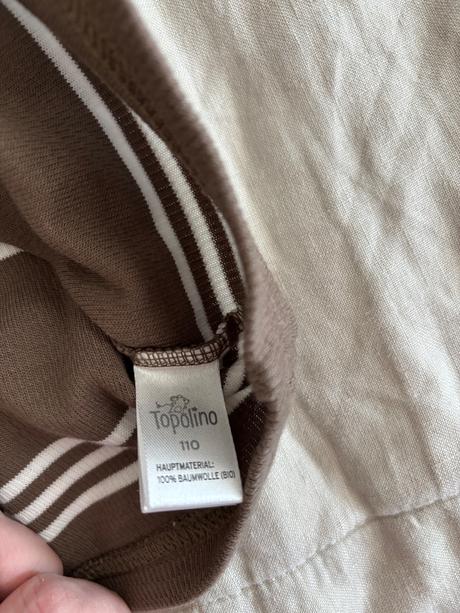 Topolino
110
HAUPTMATERIAL:
100% BAUMWOLLE (BIO)